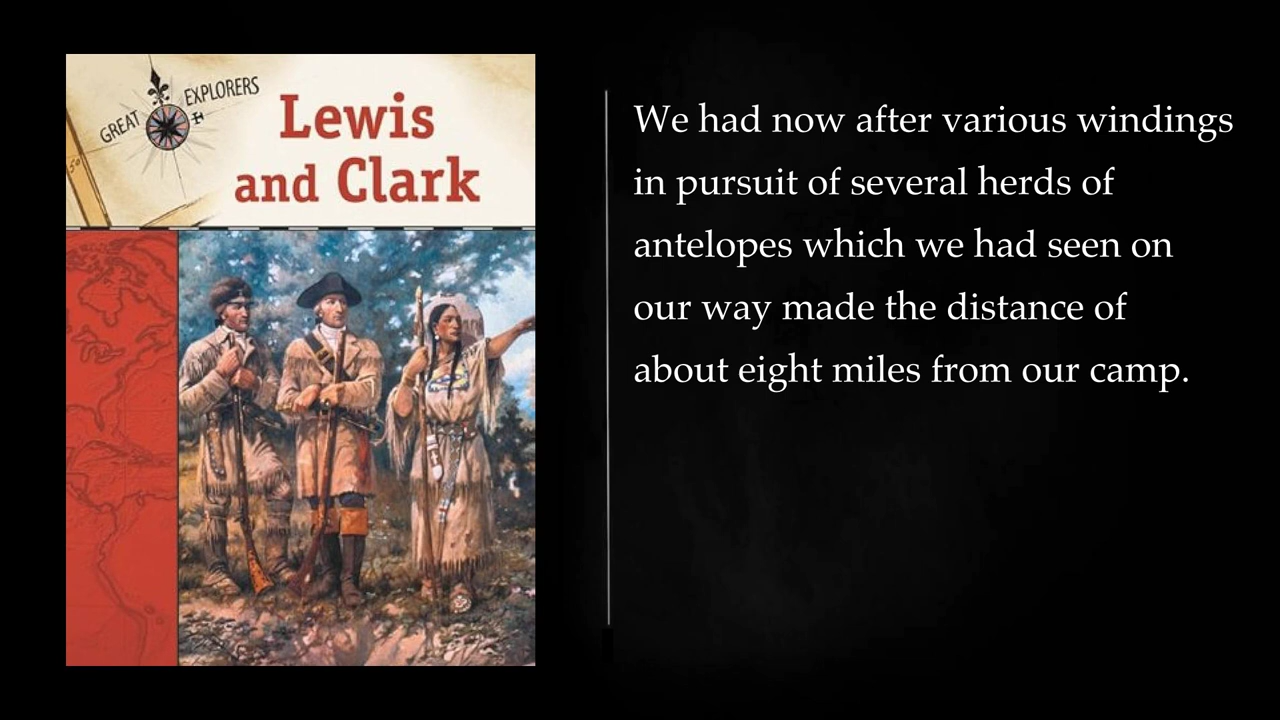 GREAT EXPLORERS
Lewis
and Clark
50
We had now after various windings
in pursuit of several herds of
antelopes which we had seen on
our way made the distance of
about eight miles from our camp.